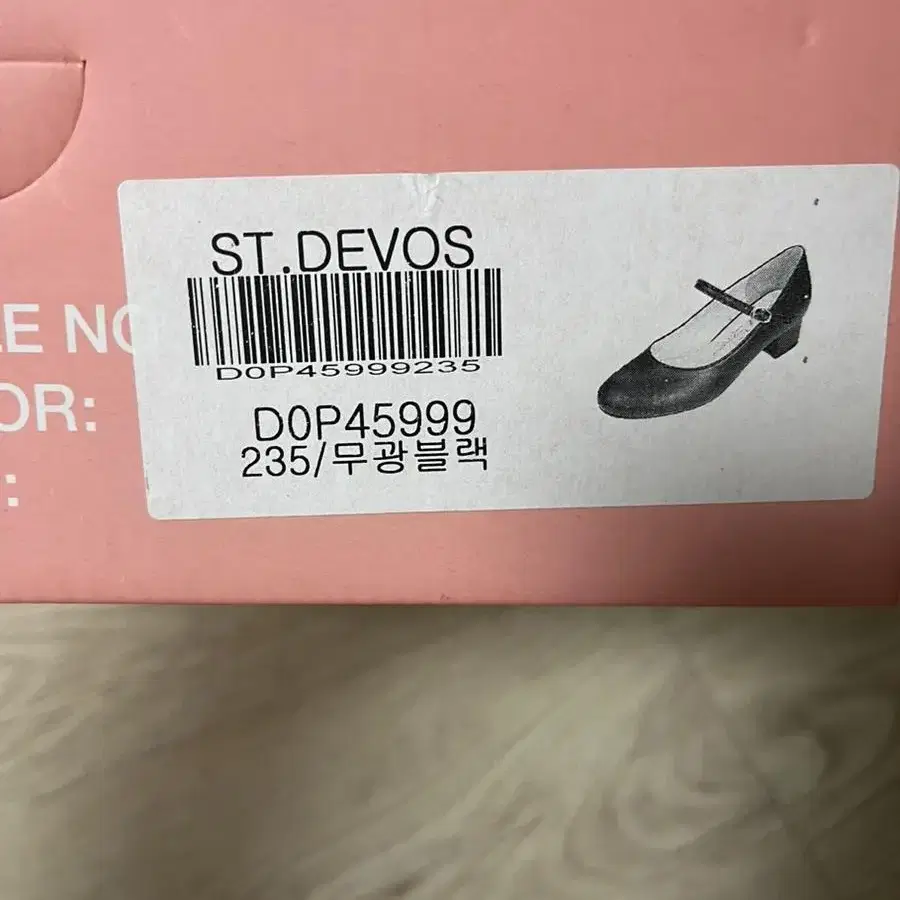 ST.DEVOS
D0P45999235
D0P45999
235/무광블랙
LE NO
OR:
: